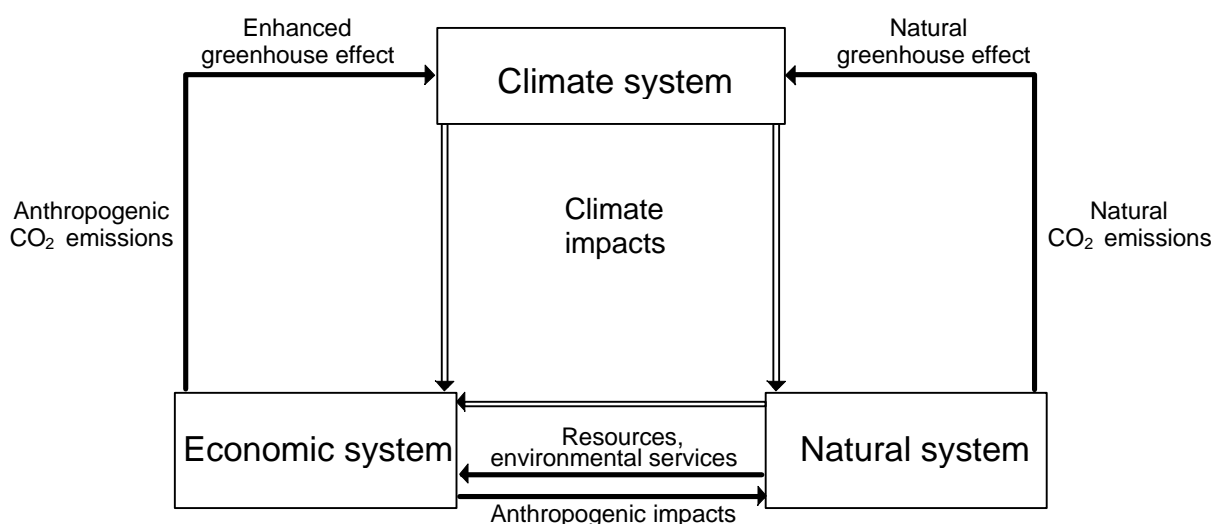 Enhanced
greenhouse effect
Natural
greenhouse effect
Climate system
Anthropogenic
CO₂ emissions
Climate
impacts
Natural
CO₂ emissions
Economic system
Resources,
environmental services
Natural system
Anthropogenic impacts